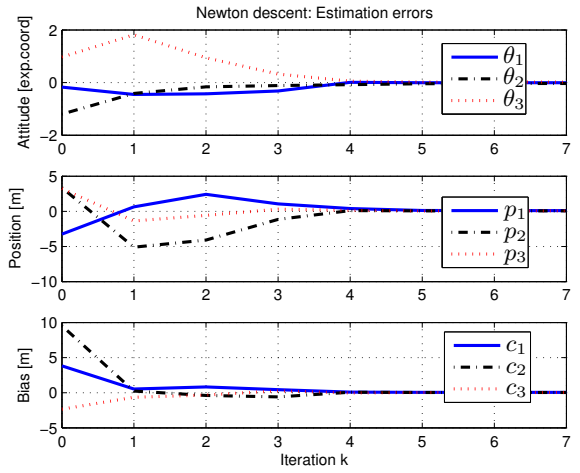 Newton descent: Estimation errors
Attitude [exp.coord]
2
0
−2
θ1
θ2
θ3
0 1 2 3 4 5 6 7
Position [m]
5
0
−5
−10
p1
p2
p3
0 1 2 3 4 5 6 7
Bias [m]
10
5
0
−5
c1
c2
c3
0 1 2 3 4 5 6 7
Iteration k